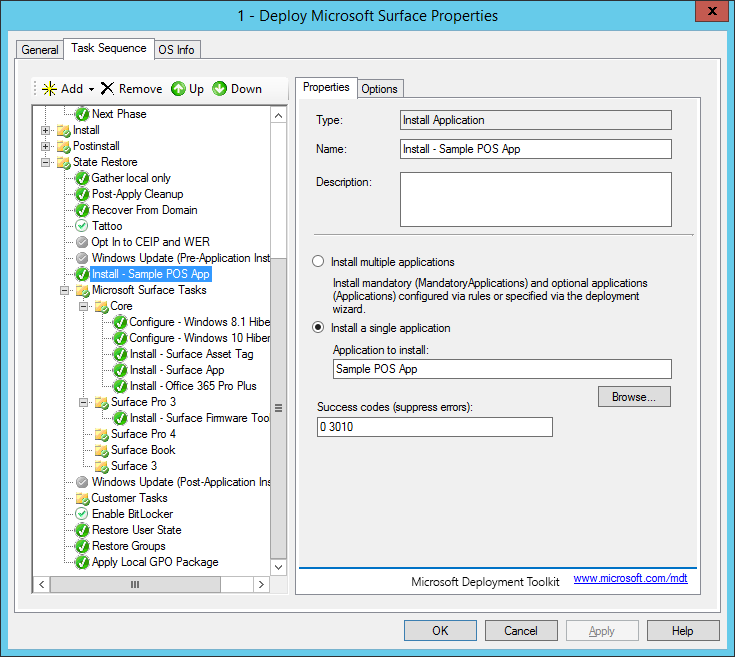 1 - Deploy Microsoft Surface Properties
X
General
Task Sequence
OS Info
Add
Remove
Up
Down
Next Phase
Install
Postinstall
State Restore
Gather local only
Post-Apply Cleanup
Recover From Domain
Tattoo
Opt In to CEIP and WER
Windows Update (Pre-Application Inst
Install - Sample POS App
Microsoft Surface Tasks
Core
Configure - Windows 8.1 Hiber
Configure - Windows 10 Hiber
Install - Surface Asset Tag
Install - Surface App
Install - Office 365 Pro Plus
Surface Pro 3
Install - Surface Firmware Too
Surface Pro 4
Surface Book
Surface 3
Windows Update (Post-Application Ins
Customer Tasks
Enable BitLocker
Restore User State
Restore Groups
Apply Local GPO Package
Properties
Options
Type:
Install Application
Name:
Install - Sample POS App
Description:
Install multiple applications
Install mandatory (MandatoryApplications) and optional applications
(Applications) configured via rules or specified via the deployment
wizard.
Install a single application
Application to install:
Sample POS App
Browse...
Success codes (suppress errors):
0 3010
Microsoft Deployment Toolkit
www.microsoft.com/mdt
OK
Cancel
Apply
Help